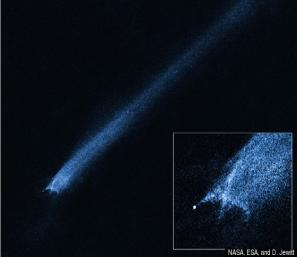 NASA, ESA, and D. Jewitt